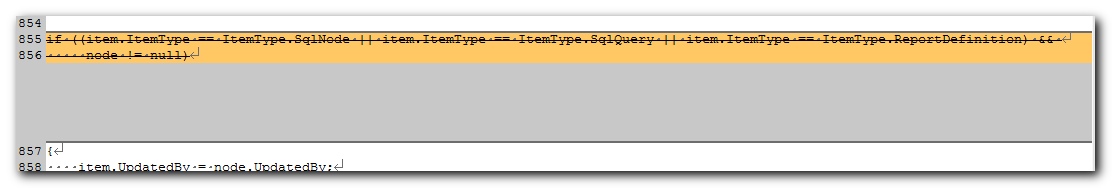 854
855 if ((item.ItemType == ItemType.SqlNode || item.ItemType == ItemType.SqlQuery || item.ItemType == ItemType.ReportDefinition) &&
856 node != null)
857 {
858 item.UpdatedBy = node.UpdatedBy;